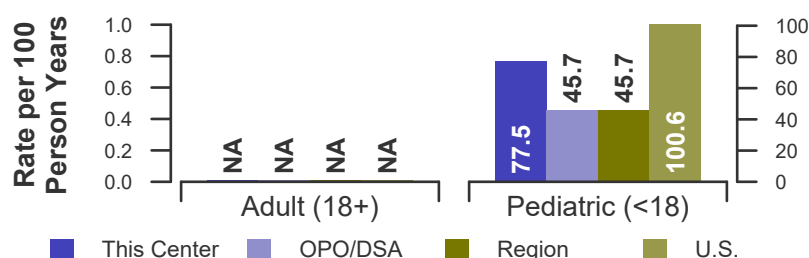 Rate per 100
Person Years
1.0
0.8
0.6
0.4
0.2
0.0
NA NA NA NA
77.5 45.7 45.7 100.6
100
80
60
40
20
0
Adult (18+) Pediatric (<18)
This Center OPO/DSA Region U.S.